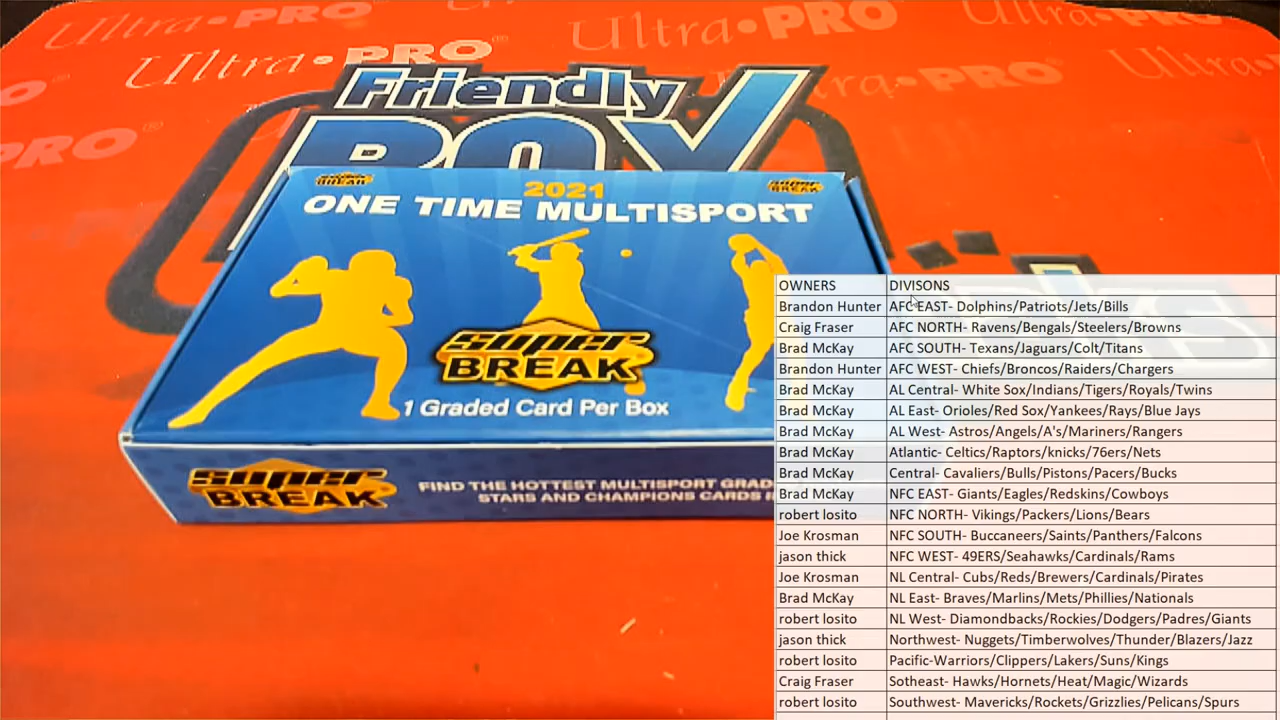 Ultra•PRO
Ultra•PRO
Ultra•PRO
Ultra•PRO
Ultra•PRO
PRO
Friendly
BOX
SUPER BREAK
2021
SUPER BREAK
ONE TIME MULTISPORT
SUPER
BREAK
1 Graded Card Per Box
SUPER
BREAK
FIND THE HOTTEST MULTISPORT
STARS AND CHAMPIONS CARDS
OWNERS DIVISONS
Brandon Hunter AFC EAST- Dolphins/Patriots/Jets/Bills
Craig Fraser AFC NORTH- Ravens/Bengals/Steelers/Browns
Brad McKay AFC SOUTH- Texans/Jaguars/Colt/Titans
Brandon Hunter AFC WEST- Chiefs/Broncos/Raiders/Chargers
Brad McKay AL Central- White Sox/Indians/Tigers/Royals/Twins
Brad McKay AL East- Orioles/Red Sox/Yankees/Rays/Blue Jays
Brad McKay AL West- Astros/Angels/A's/Mariners/Rangers
Brad McKay Atlantic- Celtics/Raptors/knicks/76ers/Nets
Brad McKay Central- Cavaliers/Bulls/Pistons/Pacers/Bucks
Brad McKay NFC EAST- Giants/Eagles/Redskins/Cowboys
robert losito NFC NORTH- Vikings/Packers/Lions/Bears
Joe Krosman NFC SOUTH- Buccaneers/Saints/Panthers/Falcons
jason thick NFC WEST- 49ERS/Seahawks/Cardinals/Rams
Joe Krosman NL Central- Cubs/Reds/Brewers/Cardinals/Pirates
Brad McKay NL East- Braves/Marlins/Mets/Phillies/Nationals
robert losito NL West- Diamondbacks/Rockies/Dodgers/Padres/Giants
jason thick Northwest- Nuggets/Timberwolves/Thunder/Blazers/Jazz
robert losito Pacific-Warriors/Clippers/Lakers/Suns/Kings
Craig Fraser Sotheast- Hawks/Hornets/Heat/Magic/Wizards
robert losito Southwest- Mavericks/Rockets/Grizzlies/Pelicans/Spurs